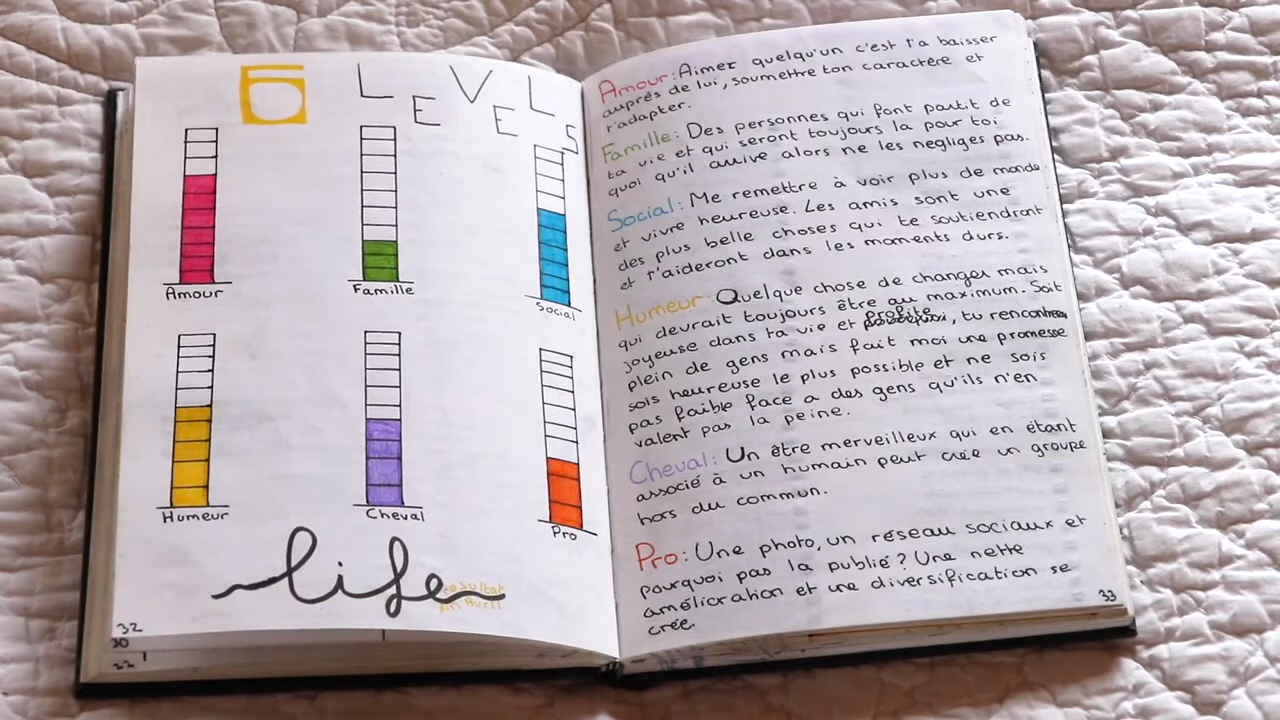 6 LEVELS
Amour
Famille
Social
Humeur
Cheval
Pro
life
32
30
22
Amour: Aimer quelqu'un c'est l'a baisser
auprès de lui, soumettre ton caractère et
t'adapter.
Famille: Des personnes qui font partit de
ta vie et qui seront toujours la pour toi
quoi qu'il arrive alors ne les negliges pas.
Social: Me remettre à voir plus de monde
et vivre heureuse. Les amis sont une
des plus belle choses qui te soutiendront
et t'aideront dans les moments durs.
Humeur: Quelque chose de changer mais
qui devrait toujours être au maximum. Soit
joyeuse dans ta vie et profite, tu rencontreras
plein de gens mais fait moi une promesse
sois heureuse le plus possible et ne sois
pas faible face a des gens qu'ils n'en
valent pas la peine.
Cheval: Un être merveilleux qui en étant
associé à un humain peut crée un groupe
hors du commun.
Pro: Une photo, un réseau sociaux et
pourquoi pas la publié? Une nette
amélioration et une diversification se
crée.
33